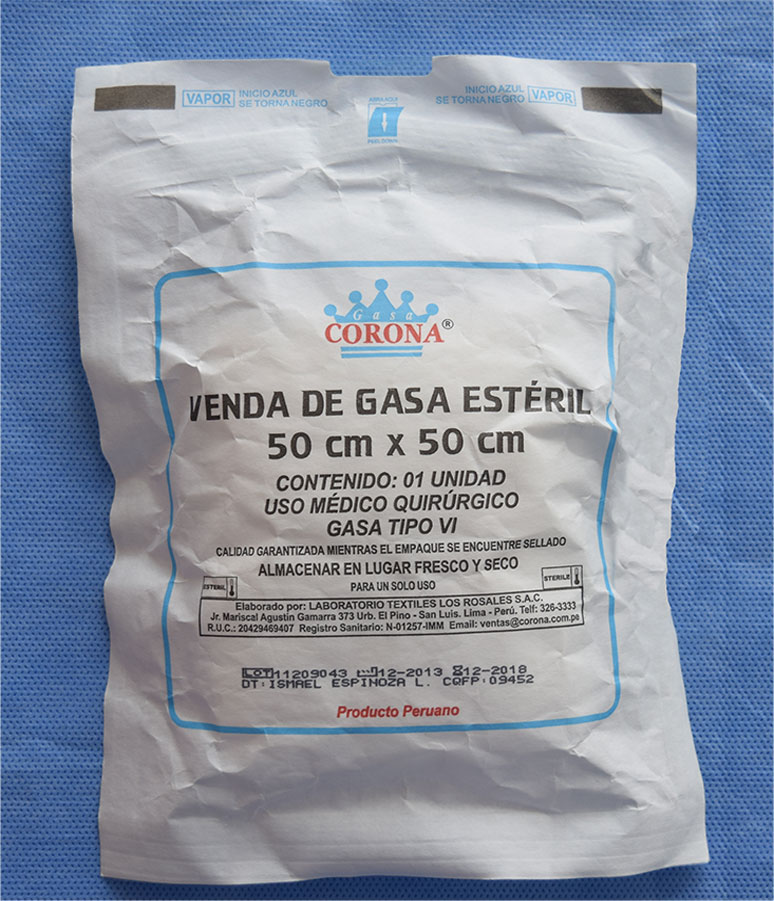 VAPOR INICIO AZUL SE TORNA NEGRO
ABRA AQUI
PEEL DOWN
INICIO AZUL SE TORNA NEGRO VAPOR
Gasa
CORONA®
VENDA DE GASA ESTÉRIL
50 cm x 50 cm
CONTENIDO: 01 UNIDAD
USO MÉDICO QUIRÚRGICO
GASA TIPO VI
CALIDAD GARANTIZADA MIENTRAS EL EMPAQUE SE ENCUENTRE SELLADO
ALMACENAR EN LUGAR FRESCO Y SECO
PARA UN SOLO USO
ESTERIL
STERILE
Elaborado por: LABORATORIO TEXTILES LOS ROSALES S.A.C.
Jr. Mariscal Agustin Gamarra 373 Urb. El Pino - San Luis. Lima - Perú. Telf: 326-3333
R.U.C.: 20429469407 Registro Sanitario: N-01257-IMM Email: ventas@corona.com.pe
LOT 11209043 12-2013 12-2018
DT: ISMAEL ESPINOZA L. CQFP:09452
Producto Peruano